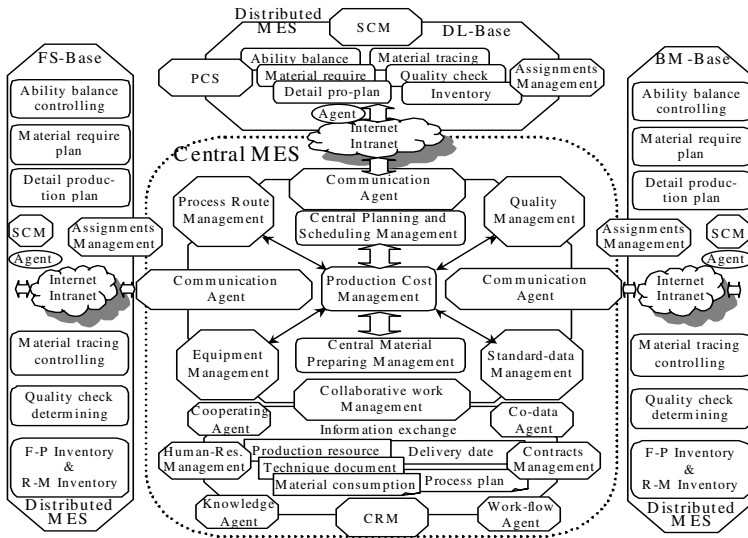 Distributed
MES
SCM
DL-Base
PCS
Ability balance
Material tracing
Material require
Quality check
Detail pro-plan
Inventory
Assignments
Management
Agent
Internet
Intranet
FS-Base
Ability balance
controlling
Material require
plan
Detail produc-
tion plan
SCM
Agent
Assignments
Management
Internet
Intranet
Material tracing
controlling
Quality check
determining
F-P Inventory
&
R-M Inventory
Distributed
MES
Central MES
Communication
Agent
Process Route
Management
Central Planning and
Scheduling Management
Quality
Management
Communication
Agent
Production Cost
Management
Communication
Agent
Equipment
Management
Central Material
Preparing Management
Standard-data
Management
Collaborative work
Management
Cooperating
Agent
Information exchange
Co-data
Agent
Human-Res.
Management
Production resource
Delivery date
Technique document
Material consumption
Process plan
Contracts
Management
Knowledge
Agent
CRM
Work-flow
Agent
BM-Base
Ability balance
controlling
Material require
plan
Detail produc-
tion plan
Assignments
Management
SCM
Agent
Internet
Intranet
Material tracing
controlling
Quality check
determining
F-P Inventory
&
R-M Inventory
Distributed
MES